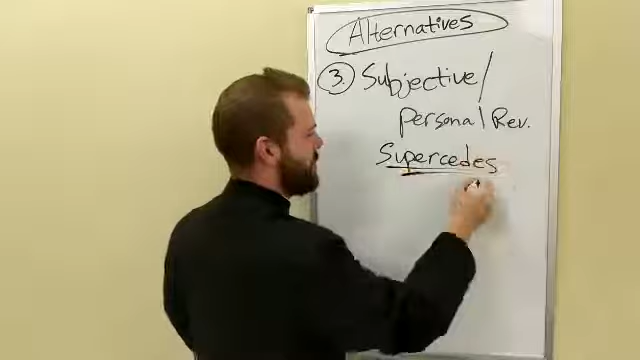 Alternatives
3. Subjective/
Personal Rev.
Supercedes